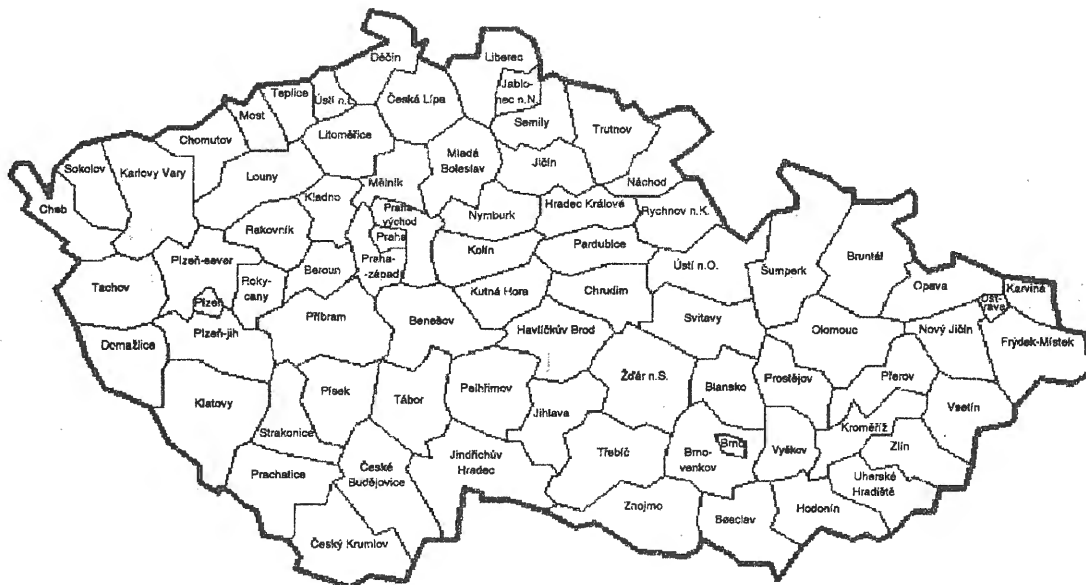 Děčín
Liberec
Teplice
Ústí n.L.
Česká Lípa
Jablo-
nec n.N.
Most
Chomutov
Litoměřice
Semily
Trutnov
Sokolov
Karlovy Vary
Louny
Mělník
Mladá
Boleslav
Jičín
Náchod
Cheb
Kladno
Praha
východ
Praha
Nymburk
Hradec Králové
Rychnov n.K.
Rakovník
Kolín
Pardubice
Plzeň-sever
Beroun
Praha-
-západ
Ústí n.O.
Šumperk
Bruntál
Tachov
Roky-
cany
Kutná Hora
Chrudim
Opava
Karviná
Ost-
rava
Plzeň
Příbram
Benešov
Havlíčkův Brod
Svitavy
Olomouc
Nový Jičín
Frýdek-Místek
Plzeň-jih
Domažlice
Klatovy
Písek
Tábor
Pelhřimov
Žďár n.S.
Blansko
Prostějov
Přerov
Vsetín
Jihlava
Strakonice
Kroměříž
Brno
Brno-
venkov
Vyškov
Zlín
Třebíč
Jindřichův
Hradec
Prachatice
České
Budějovice
Uherské
Hradiště
Znojmo
Břeclav
Hodonín
Český Krumlov